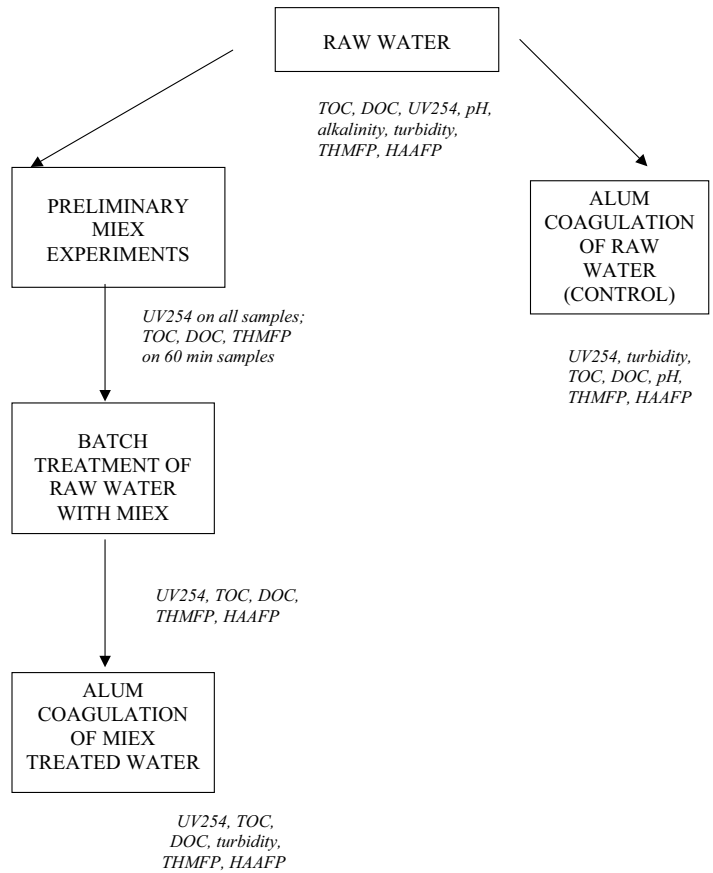 RAW WATER
TOC, DOC, UV254, pH,
alkalinity, turbidity,
THMFP, HAAFP
PRELIMINARY
MIEX
EXPERIMENTS
ALUM
COAGULATION
OF RAW
WATER
(CONTROL)
UV254 on all samples;
TOC, DOC, THMFP
on 60 min samples
UV254, turbidity,
TOC, DOC, pH,
THMFP, HAAFP
BATCH
TREATMENT OF
RAW WATER
WITH MIEX
UV254, TOC, DOC,
THMFP, HAAFP
ALUM
COAGULATION
OF MIEX
TREATED WATER
UV254, TOC,
DOC, turbidity,
THMFP, HAAFP